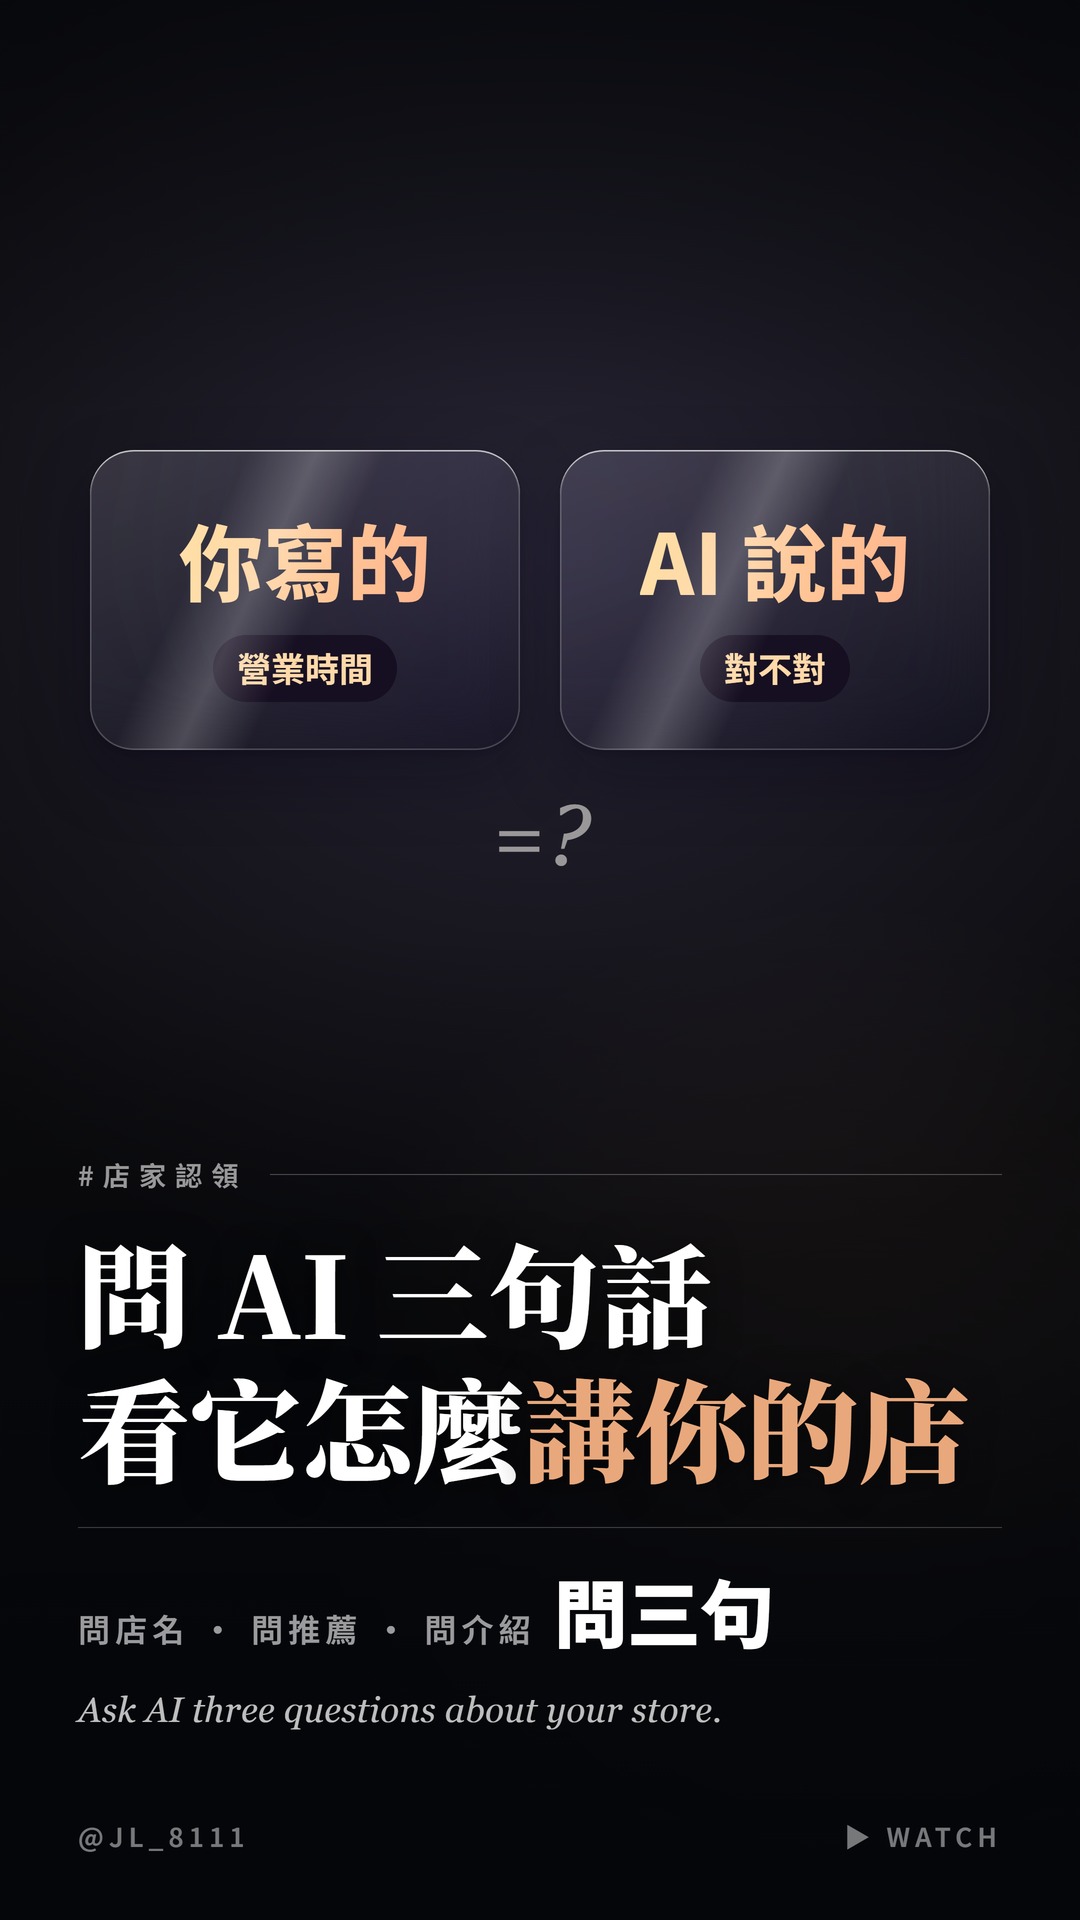 你寫的
營業時間
AI 說的
對不對
=?
#店家認領
問 AI 三句話
看它怎麼講你的店
問店名 · 問推薦 · 問介紹 問三句
Ask AI three questions about your store.
@JL_8111
▶ WATCH